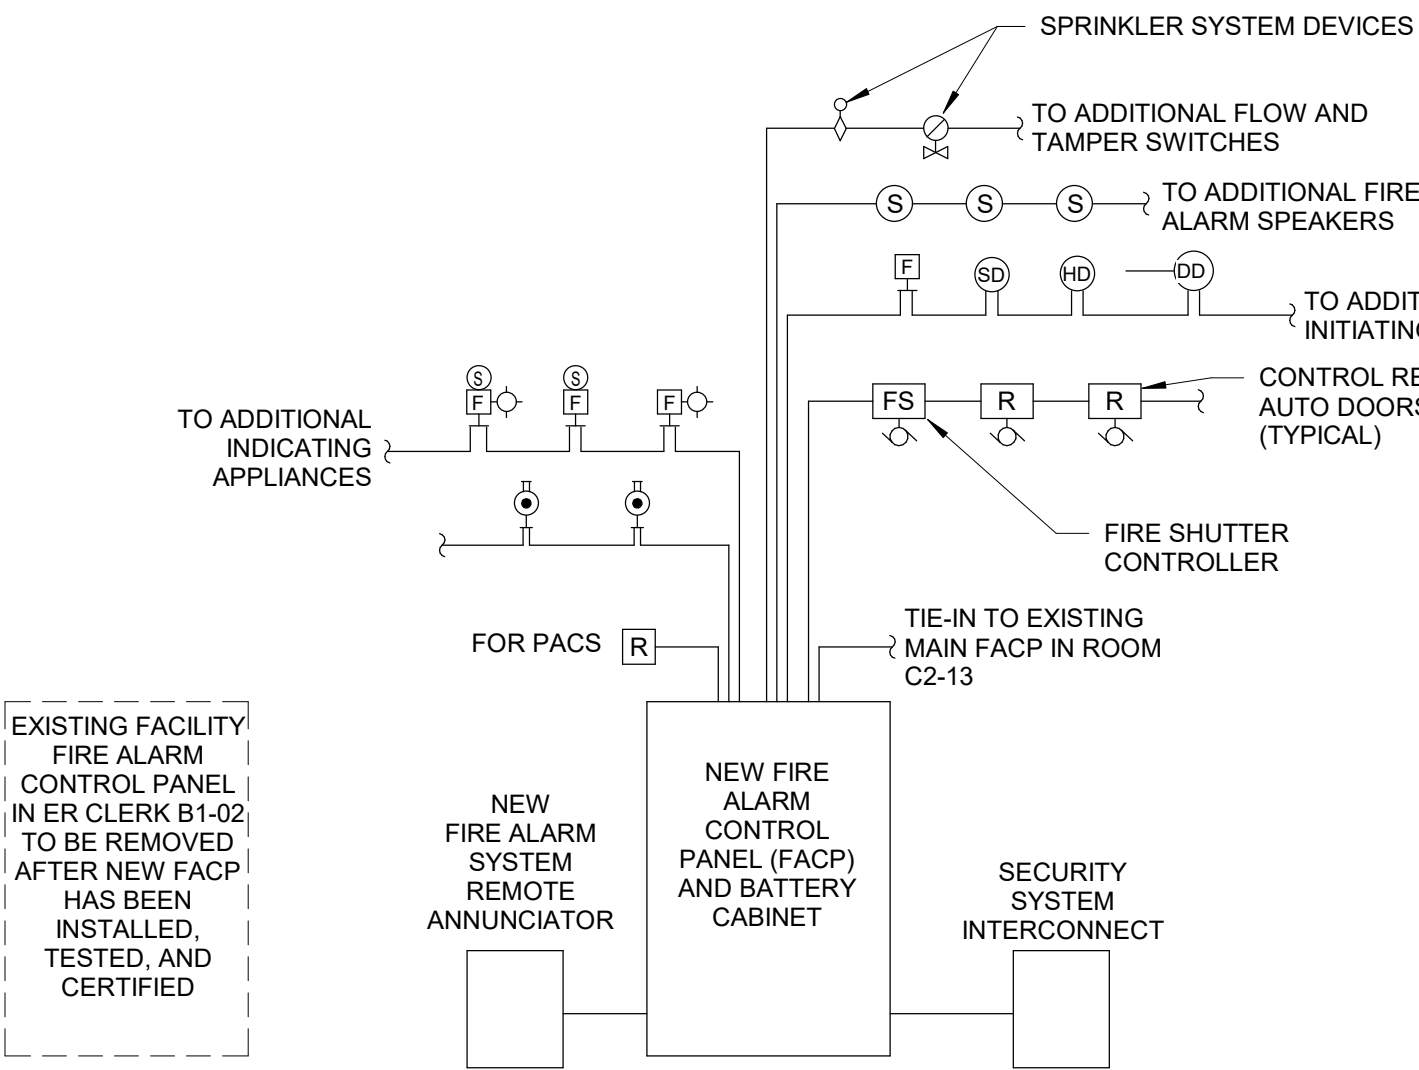 SPRINKLER SYSTEM DEVICES
TO ADDITIONAL FLOW AND
TAMPER SWITCHES
S S S
TO ADDITIONAL FIRE
ALARM SPEAKERS
F SD HD DD
INITIATING
S S
F F F
TO ADDITIONAL
INDICATING
APPLIANCES
FS R R
CONTROL
AUTO DOORS
(TYPICAL)
FIRE SHUTTER
CONTROLLER
FOR PACS R
TIE-IN TO EXISTING
MAIN FACP IN ROOM
C2-13
EXISTING FACILITY
FIRE ALARM
CONTROL PANEL
IN ER CLERK B1-02
TO BE REMOVED
AFTER NEW FACP
HAS BEEN
INSTALLED,
TESTED, AND
CERTIFIED
NEW
FIRE ALARM
SYSTEM
REMOTE
ANNUNCIATOR
NEW FIRE
ALARM
CONTROL
PANEL (FACP)
AND BATTERY
CABINET
SECURITY
SYSTEM
INTERCONNECT